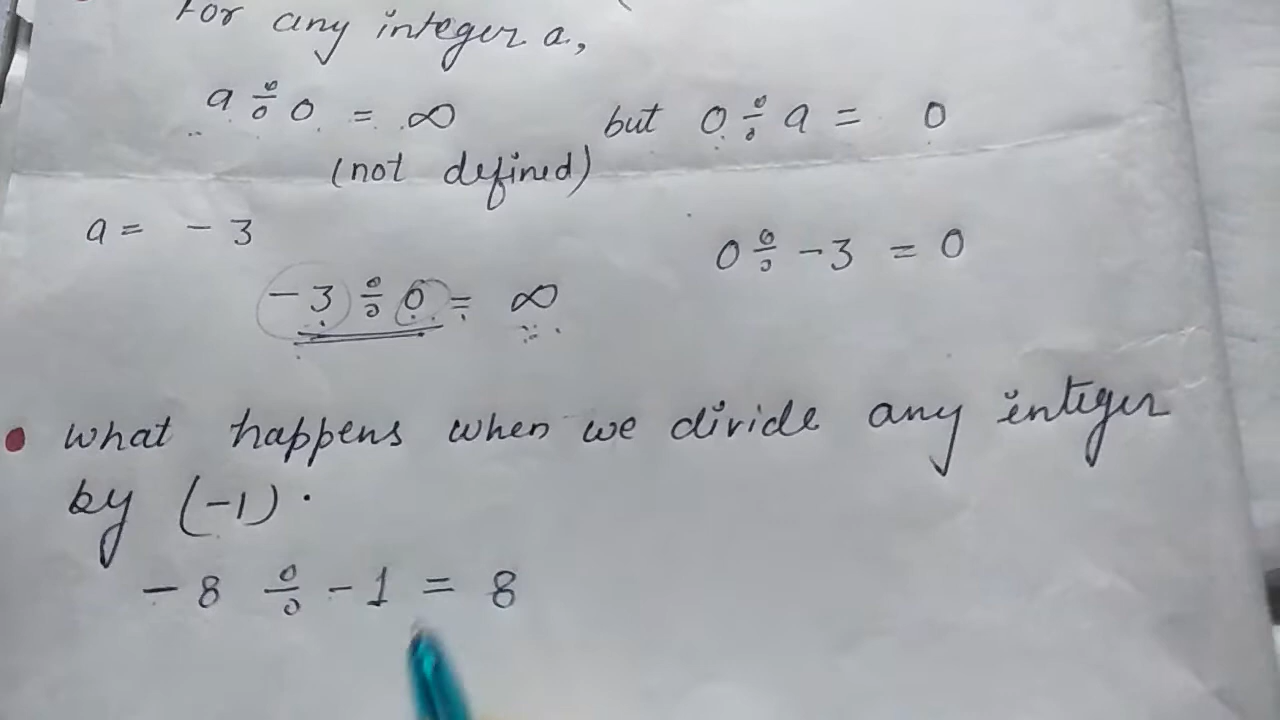 For any integer a,
a ÷ 0 = ∞ but 0 ÷ a = 0
(not defined)
a = - 3
0 ÷ -3 = 0
-3 ÷ 0 = ∞
what happens when we divide any integer
by (-1).
- 8 ÷ - 1 = 8